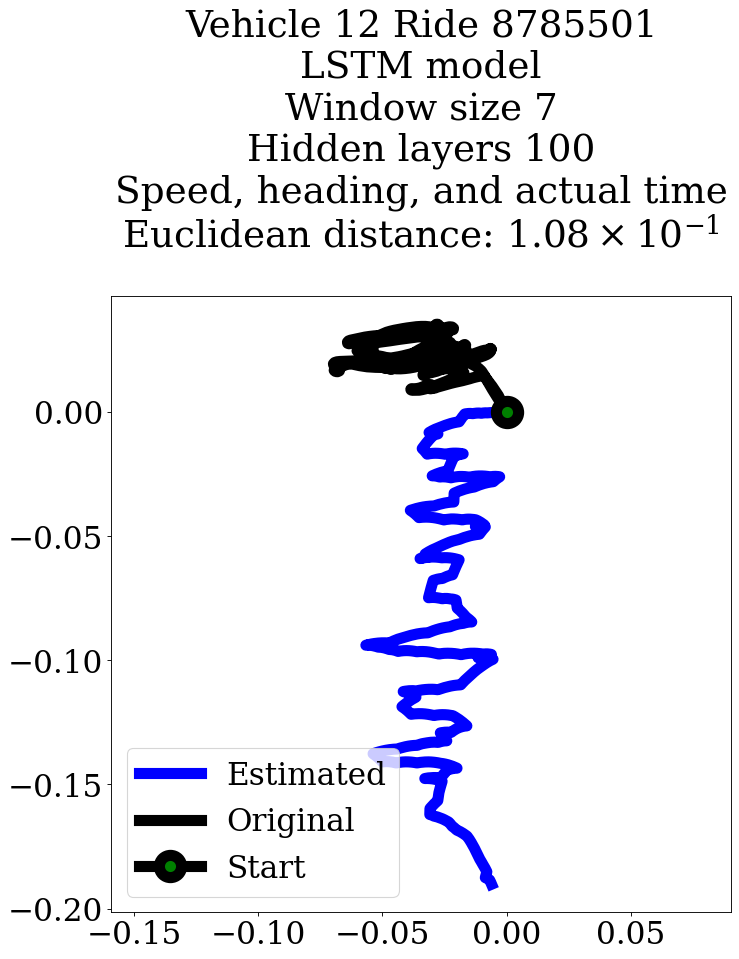 Vehicle 12 Ride 8785501
LSTM model
Window size 7
Hidden layers 100
Speed, heading, and actual time
Euclidean distance: 1.08 × 10⁻¹
0.00
−0.05
−0.10
−0.15
−0.20
Estimated
Original
Start
−0.15 −0.10 −0.05 0.00 0.05